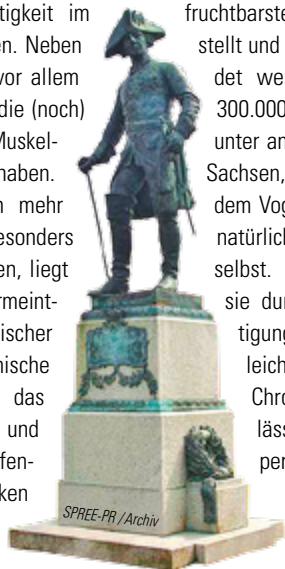 tigkeit im
en. Neben
vor allem
die (noch)
Muskel-
haben.
n mehr
esonders
en, liegt
rmeint-
ischer
nische
das
und
fen-
ken
fruchtbarste
stellt und
det we
300.000
unter an
Sachsen,
dem Vog
natürlich
selbst.
sie dur
tigung
leich
Chro
läss
per
SPREE-PR / Archiv